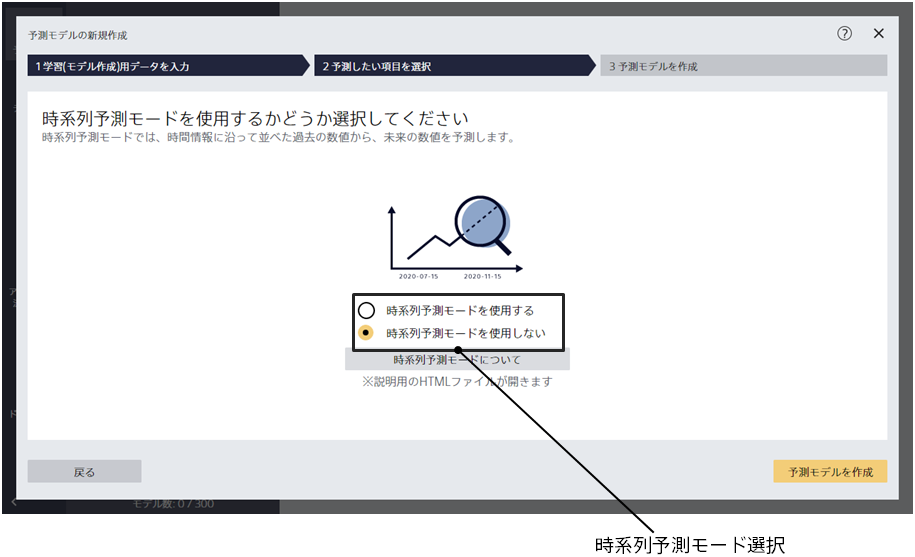 予測モデルの新規作成
?
1 学習(モデル作成)用データを入力
2 予測したい項目を選択
3 予測モデルを作成
時系列予測モードを使用するかどうか選択してください
時系列予測モードでは、時間情報に沿って並べた過去の数値から、未来の数値を予測します。
2020-07-15
2020-11-15
時系列予測モードを使用する
時系列予測モードを使用しない
時系列予測モードについて
※説明用のHTMLファイルが開きます
戻る
予測モデルを作成
モデル数: 0 / 300
時系列予測モード選択